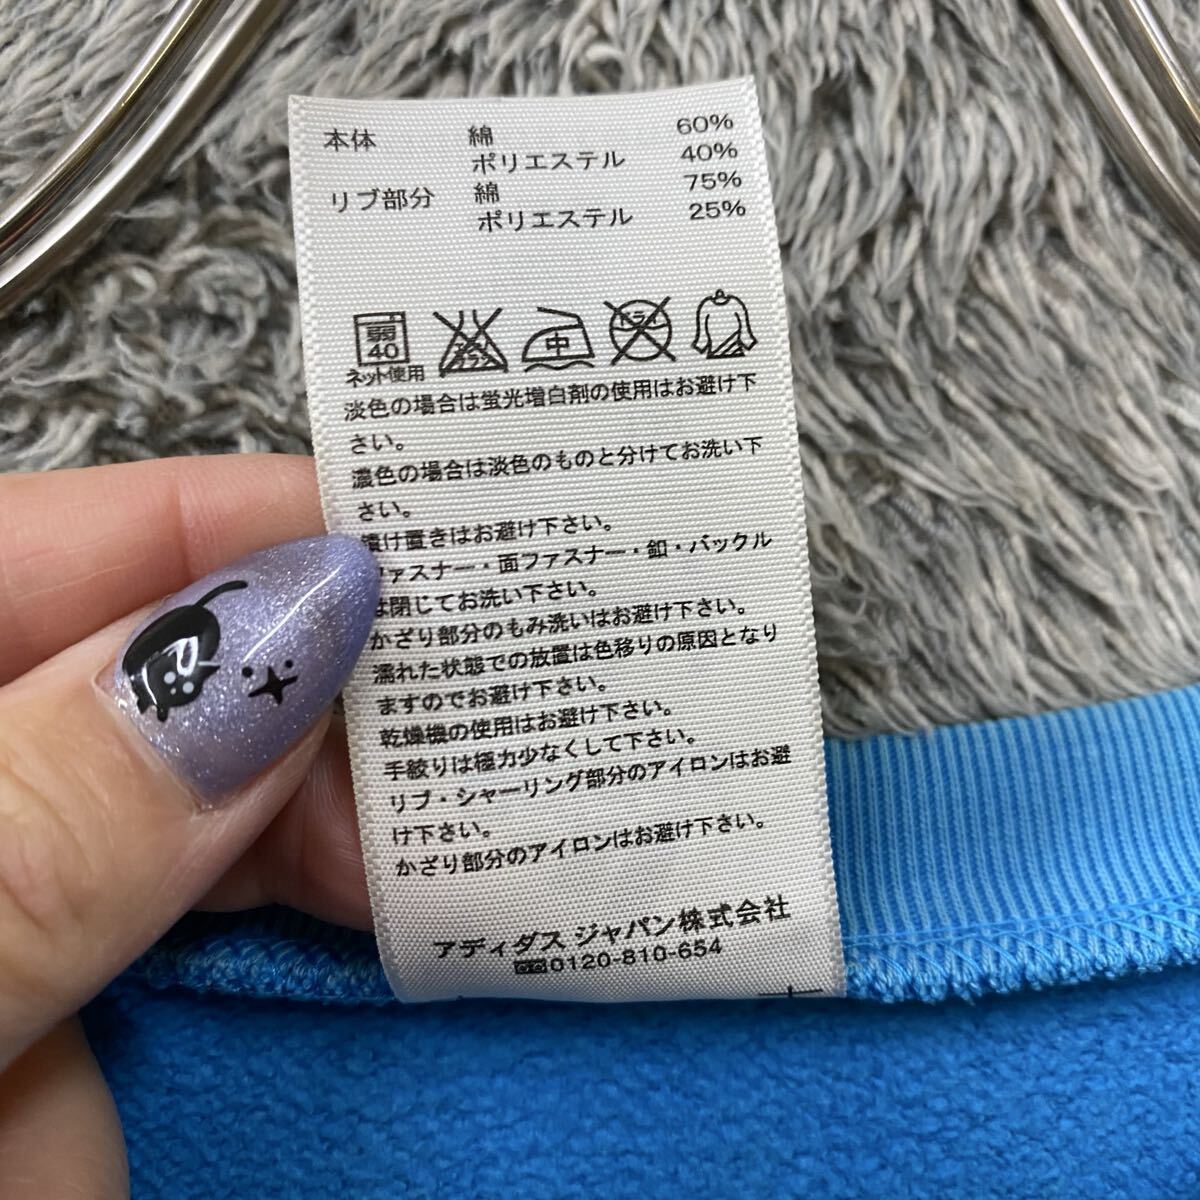 本体 綿 60%
ポリエステル 40%
リブ部分 綿 75%
ポリエステル 25%
弱
40
ネット使用
中
ドライ
淡色の場合は蛍光増白剤の使用はお避け下
さい。
濃色の場合は淡色のものと分けてお洗い下
さい。
漬け置きはお避け下さい。
ファスナー・面ファスナー・釦・バックル
は閉じてお洗い下さい。
かざり部分のもみ洗いはお避け下さい。
濡れた状態での放置は色移りの原因となり
ますのでお避け下さい。
乾燥機の使用はお避け下さい。
手絞りは極力少なくして下さい。
リブ・シャーリング部分のアイロンはお避
け下さい。
かざり部分のアイロンはお避け下さい。
アディダス ジャパン株式会社
0120-810-654